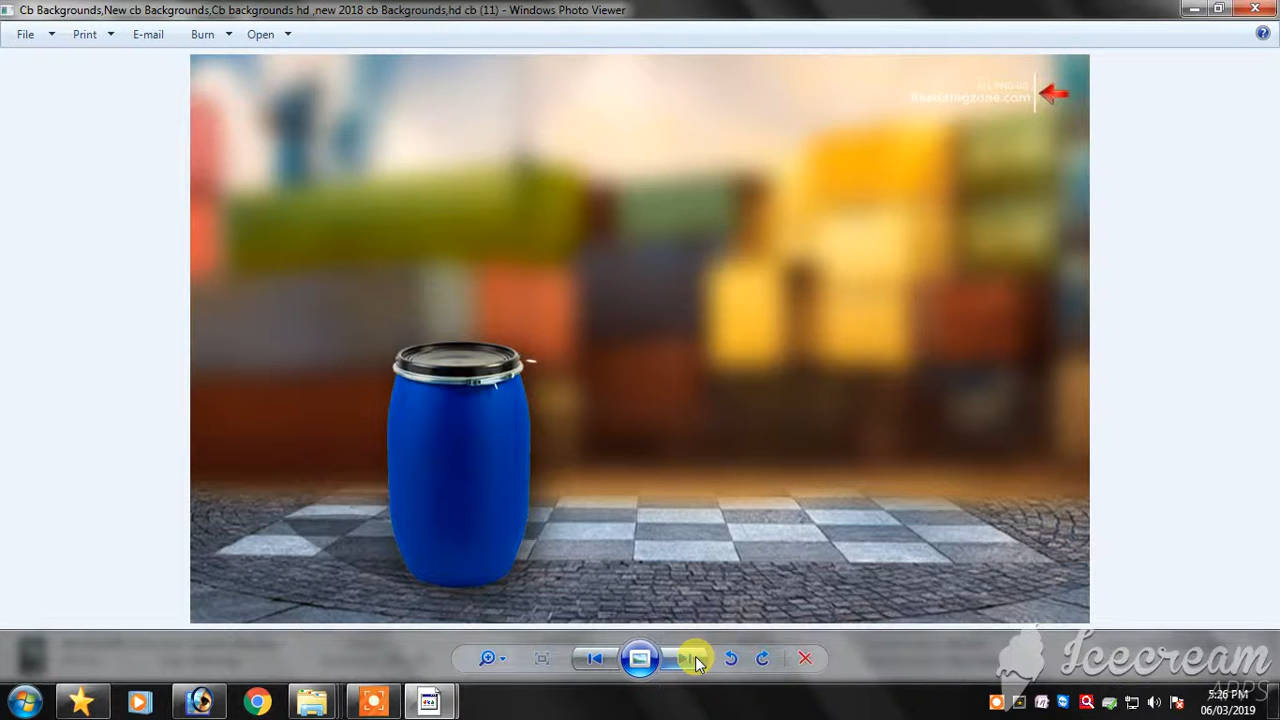 Cb Backgrounds,New cb Backgrounds,Cb backgrounds hd ,new 2018 cb Backgrounds,hd cb (11) - Windows Photo Viewer
File Print E-mail Burn Open
Icecream
APPS
5:26 PM
06/03/2019